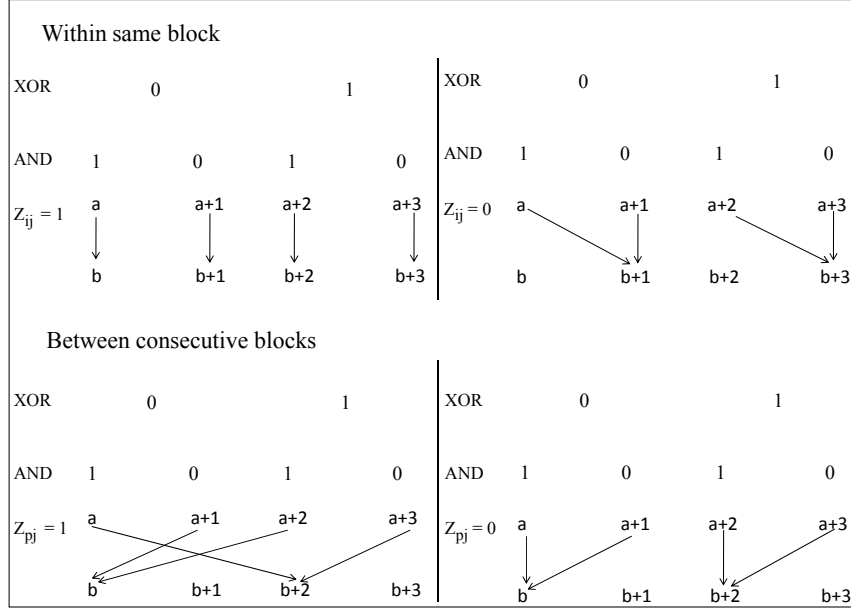 Within same block
XOR 0 1
AND 1 0 1 0
Z_ij = 1 a a+1 a+2 a+3
b b+1 b+2 b+3
XOR 0 1
AND 1 0 1 0
Z_ij = 0 a a+1 a+2 a+3
b b+1 b+2 b+3
Between consecutive blocks
XOR 0 1
AND 1 0 1 0
Z_pj = 1 a a+1 a+2 a+3
b b+1 b+2 b+3
XOR 0 1
AND 1 0 1 0
Z_pj = 0 a a+1 a+2 a+3
b b+1 b+2 b+3